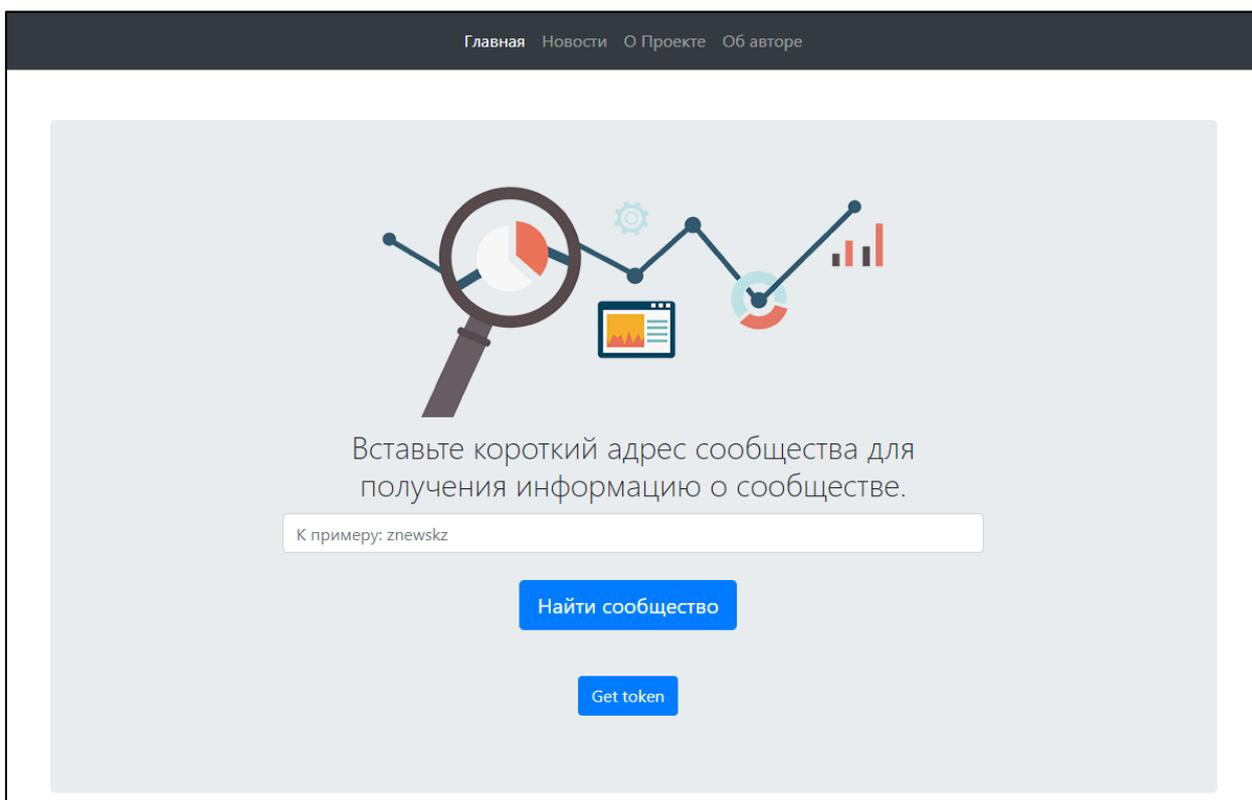 Главная Новости О Проекте Об авторе
Вставьте короткий адрес сообщества для
получения информацию о сообществе.
К примеру: znewskz
Найти сообщество
Get token